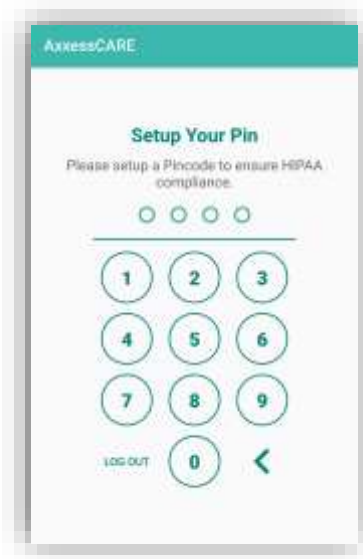 AxxessCARE
Setup Your Pin
Please setup a Pincode to ensure HIPAA
compliance.
1 2 3
4 5 6
7 8 9
LOG OUT 0